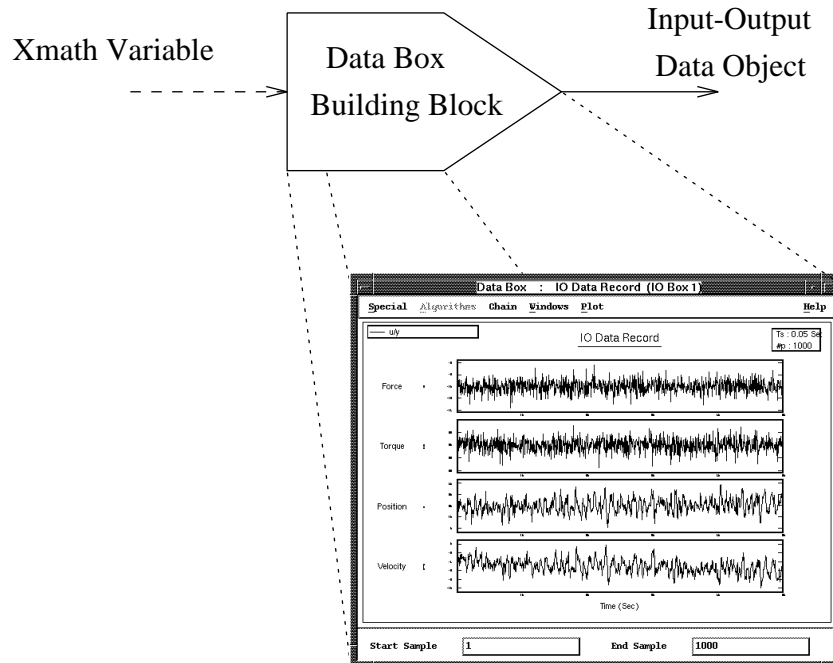 Xmath Variable
Data Box
Building Block
Input-Output
Data Object
Data Box : IO Data Record (IO Box 1)
Special Algorithms Chain Windows Plot Help
u/y
IO Data Record
Ts : 0.05 Sec
#p : 1000
Force
Torque
Position
Velocity
Time (Sec)
Start Sample 1 End Sample 1000